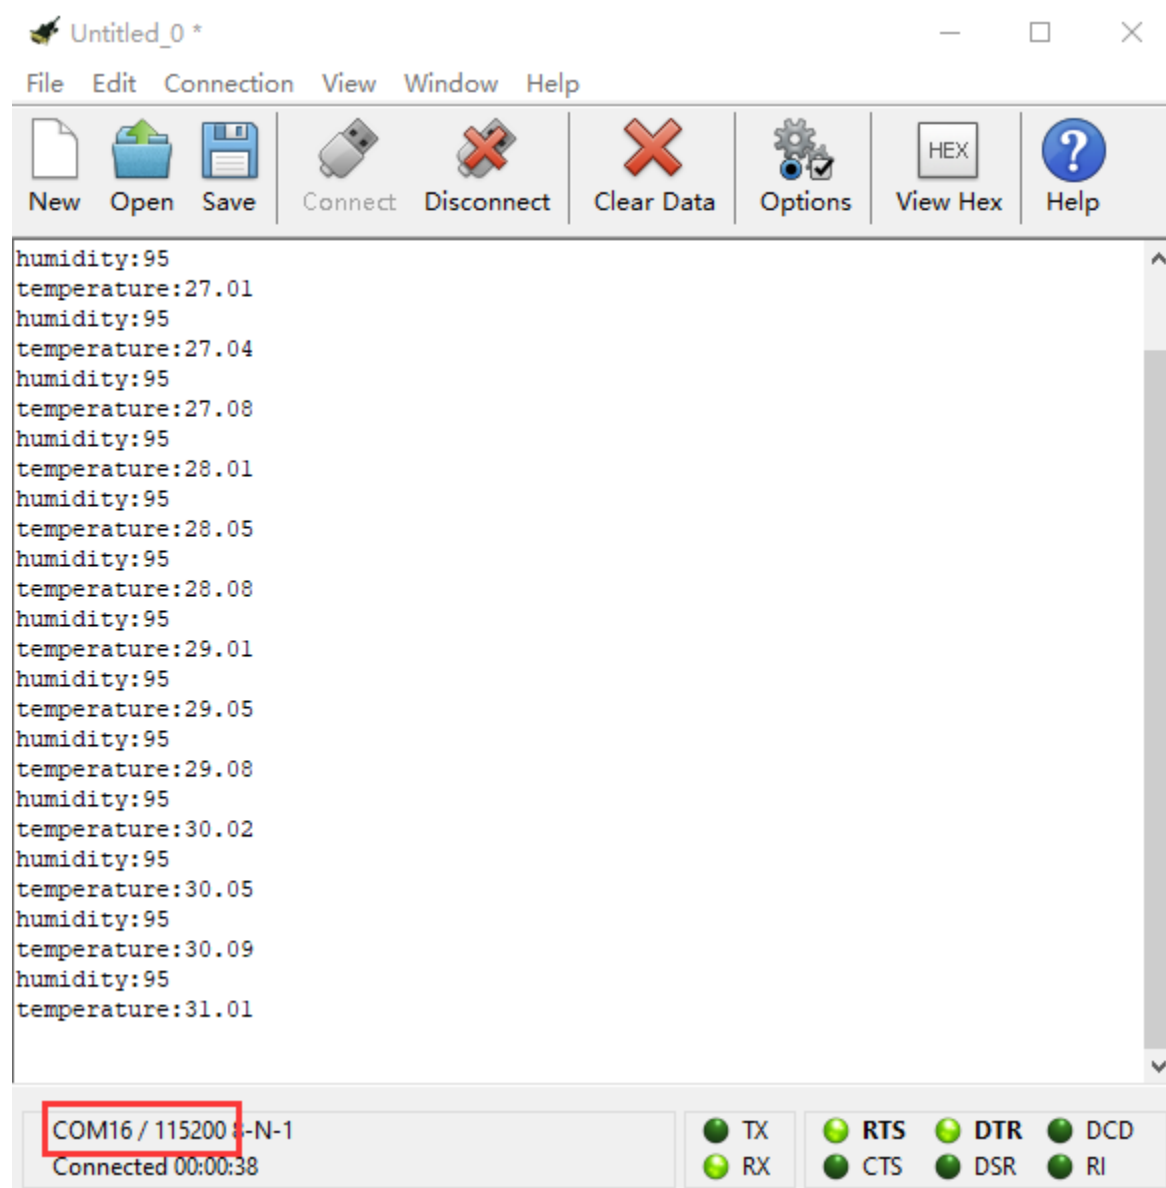 Untitled_0 *
File Edit Connection View Window Help
New Open Save Connect Disconnect Clear Data Options HEX View Hex ? Help
humidity:95
temperature:27.01
humidity:95
temperature:27.04
humidity:95
temperature:27.08
humidity:95
temperature:28.01
humidity:95
temperature:28.05
humidity:95
temperature:28.08
humidity:95
temperature:29.01
humidity:95
temperature:29.05
humidity:95
temperature:29.08
humidity:95
temperature:30.02
humidity:95
temperature:30.05
humidity:95
temperature:30.09
humidity:95
temperature:31.01
COM16 / 115200 8-N-1 TX RTS DTR DCD
Connected 00:00:38 RX CTS DSR RI